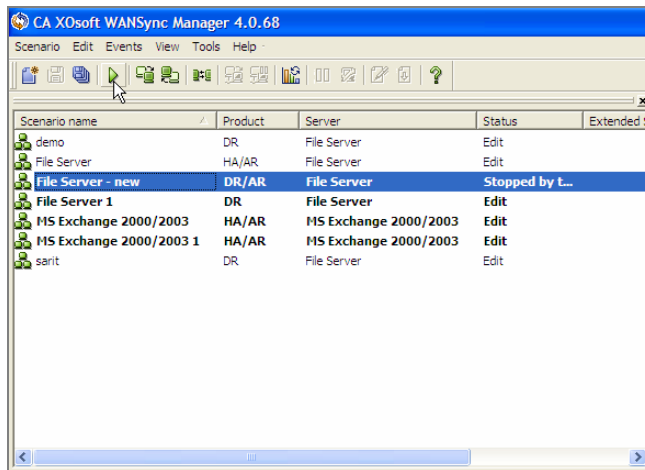 CA XOsoft WANSync Manager 4.0.68
Scenario Edit Events View Tools Help
Scenario name Product Server Status Extended
demo DR File Server Edit
File Server HA/AR File Server Edit
File Server - new DR/AR File Server Stopped by t...
File Server 1 DR File Server Edit
MS Exchange 2000/2003 HA/AR MS Exchange 2000/2003 Edit
MS Exchange 2000/2003 1 HA/AR MS Exchange 2000/2003 Edit
sarit DR File Server Edit